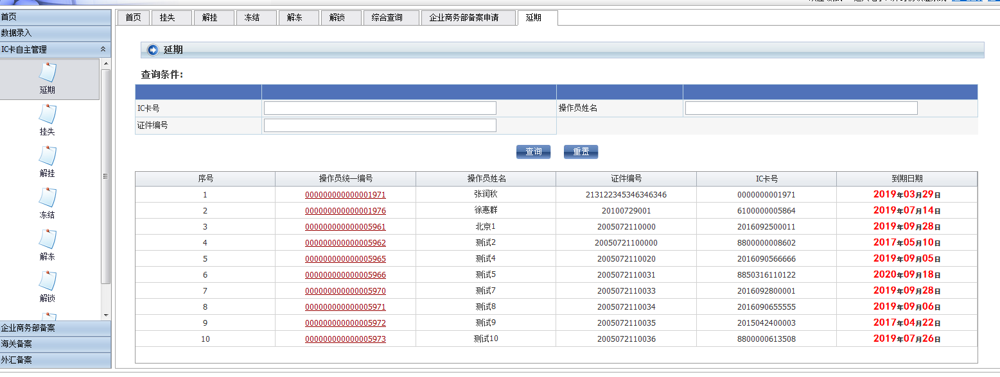 首页 挂失 解挂 冻结 解冻 解锁 综合查询 企业商务部备案申请 延期
首页
数据录入
IC卡自主管理
延期
挂失
解挂
冻结
解冻
解锁
企业商务部备案
海关备案
外汇备案
延期
查询条件:
IC卡号 操作员姓名
证件编号
查询 重置
序号 操作员统一编号 操作员姓名 证件编号 IC卡号 到期日期
1 000000000000001971 张润秋 213122345346346346 0000000001971 2019年03月29日
2 000000000000001976 徐惠群 20100729001 6100000005864 2019年07月14日
3 000000000000005961 北京1 2005072110000 2016092500011 2019年09月28日
4 000000000000005962 测试2 20050721100000 8800000008602 2017年05月10日
5 000000000000005965 测试4 2005072110020 2016090566666 2019年09月05日
6 000000000000005966 测试5 2005072110031 8850316110122 2020年09月18日
7 000000000000005970 测试7 2005072110033 2016092800001 2019年09月28日
8 000000000000005971 测试8 2005072110034 2016090655555 2019年09月06日
9 000000000000005972 测试9 2005072110035 2015042400003 2017年04月22日
10 000000000000005973 测试10 2005072110036 8800000613508 2019年07月26日